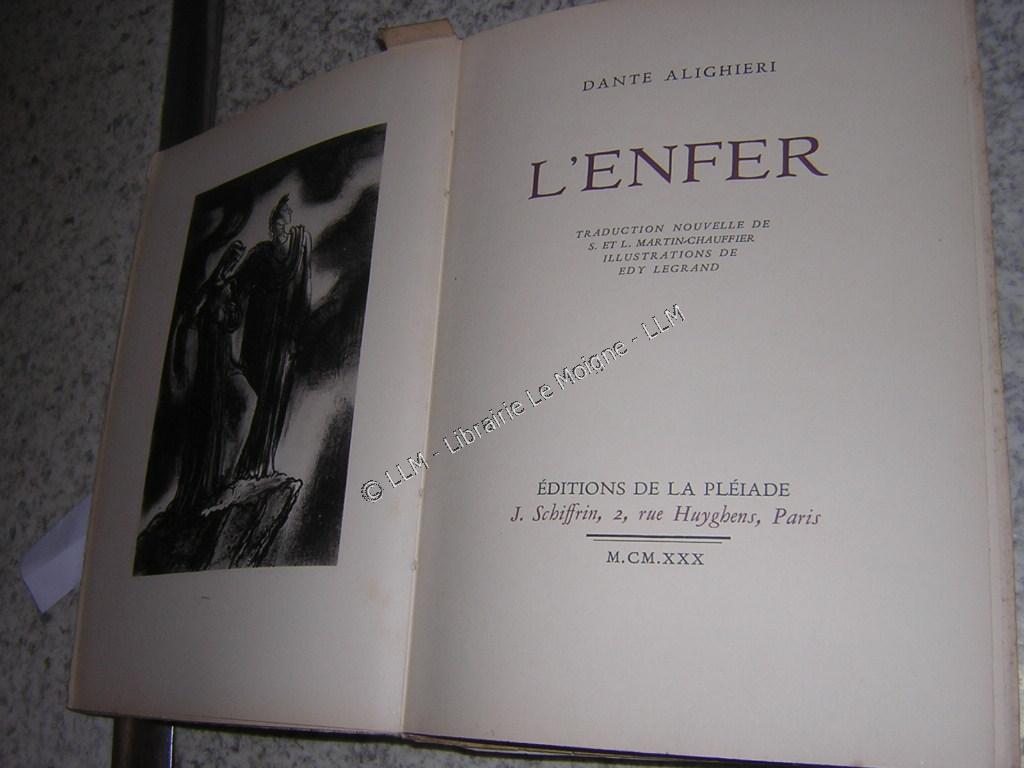 DANTE ALIGHIERI
L'ENFER
TRADUCTION NOUVELLE DE
S. ET L. MARTIN-CHAUFFIER
ILLUSTRATIONS DE
EDY LEGRAND
© LLM - Librairie Le Moigne - LLM
ÉDITIONS DE LA PLÉIADE
J. Schiffrin, 2, rue Huyghens, Paris
M.CM.XXX